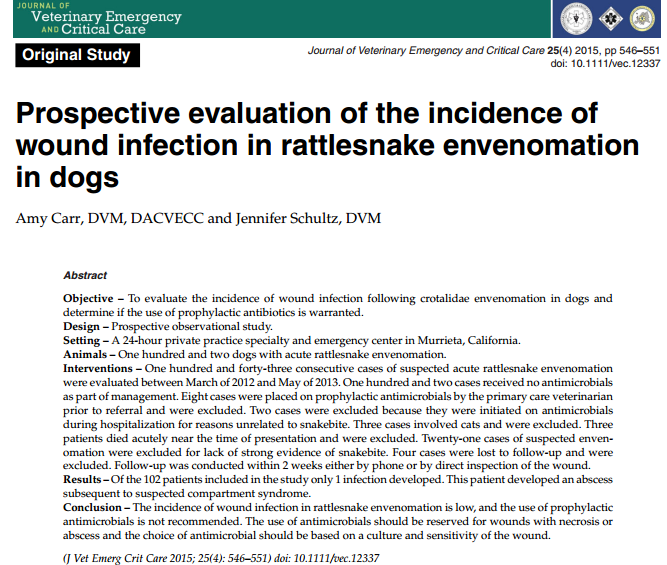 JOURNAL OF
Veterinary Emergency
AND Critical Care
Original Study
Journal of Veterinary Emergency and Critical Care 25(4) 2015, pp 546–551
doi: 10.1111/vec.12337
Prospective evaluation of the incidence of
wound infection in rattlesnake envenomation
in dogs
Amy Carr, DVM, DACVECC and Jennifer Schultz, DVM
Abstract
Objective – To evaluate the incidence of wound infection following crotalidae envenomation in dogs and
determine if the use of prophylactic antibiotics is warranted.
Design – Prospective observational study.
Setting – A 24-hour private practice specialty and emergency center in Murrieta, California.
Animals – One hundred and two dogs with acute rattlesnake envenomation.
Interventions – One hundred and forty-three consecutive cases of suspected acute rattlesnake envenomation
were evaluated between March of 2012 and May of 2013. One hundred and two cases received no antimicrobials
as part of management. Eight cases were placed on prophylactic antimicrobials by the primary care veterinarian
prior to referral and were excluded. Two cases were excluded because they were initiated on antimicrobials
during hospitalization for reasons unrelated to snakebite. Three cases involved cats and were excluded. Three
patients died acutely near the time of presentation and were excluded. Twenty-one cases of suspected enven-
omation were excluded for lack of strong evidence of snakebite. Four cases were lost to follow-up and were
excluded. Follow-up was conducted within 2 weeks either by phone or by direct inspection of the wound.
Results – Of the 102 patients included in the study only 1 infection developed. This patient developed an abscess
subsequent to suspected compartment syndrome.
Conclusion – The incidence of wound infection in rattlesnake envenomation is low, and the use of prophylactic
antimicrobials is not recommended. The use of antimicrobials should be reserved for wounds with necrosis or
abscess and the choice of antimicrobial should be based on a culture and sensitivity of the wound.
(J Vet Emerg Crit Care 2015; 25(4): 546–551) doi: 10.1111/vec.12337